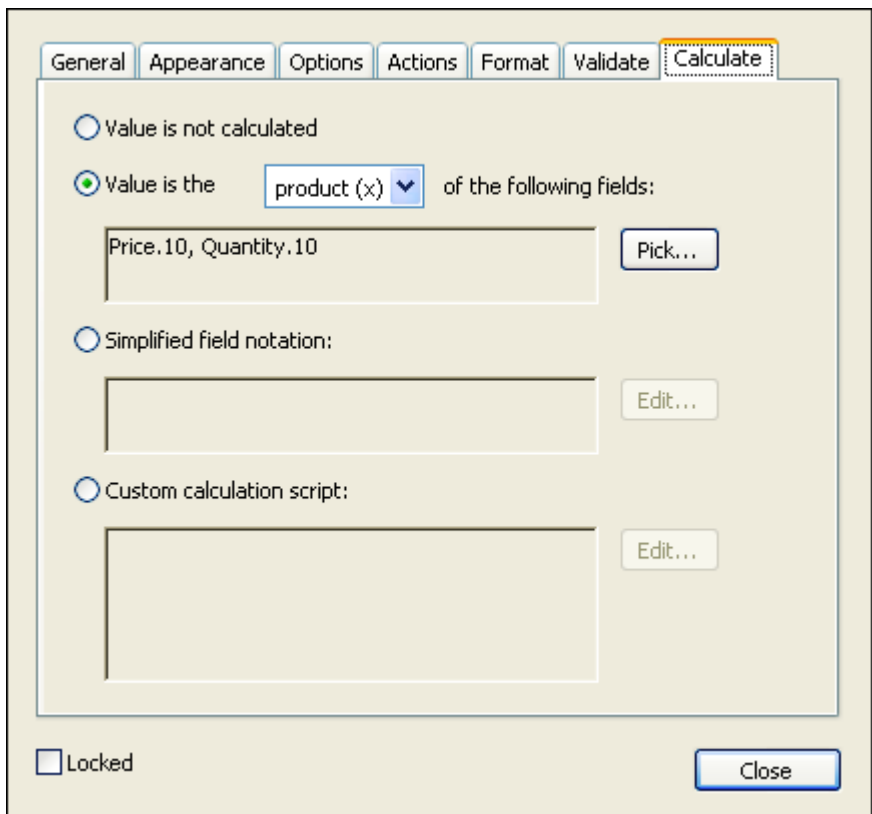 General Appearance Options Actions Format Validate Calculate
Value is not calculated
Value is the product (x) of the following fields:
Price.10, Quantity.10
Pick...
Simplified field notation:
Edit...
Custom calculation script:
Edit...
Locked
Close